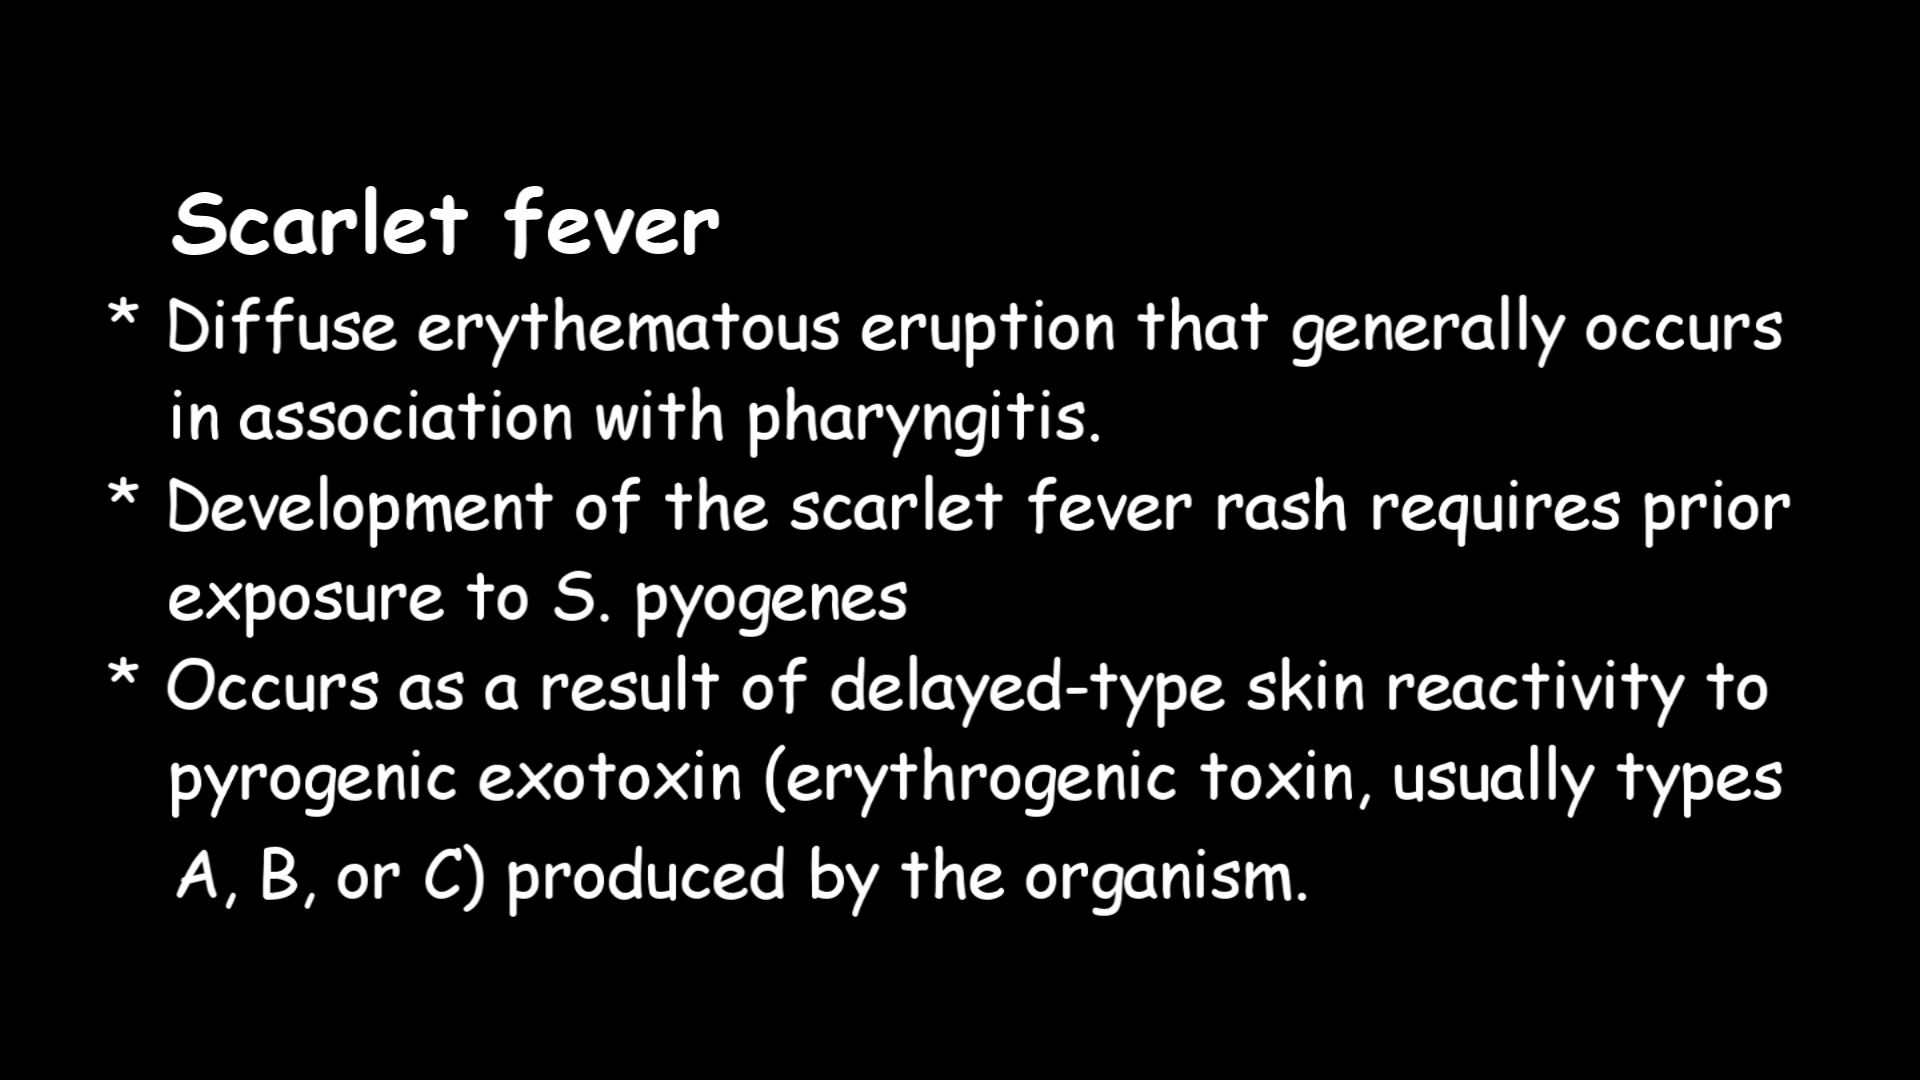 Scarlet fever
* Diffuse erythematous eruption that generally occurs
in association with pharyngitis.
* Development of the scarlet fever rash requires prior
exposure to S. pyogenes
* Occurs as a result of delayed-type skin reactivity to
pyrogenic exotoxin (erythrogenic toxin, usually types
A, B, or C) produced by the organism.